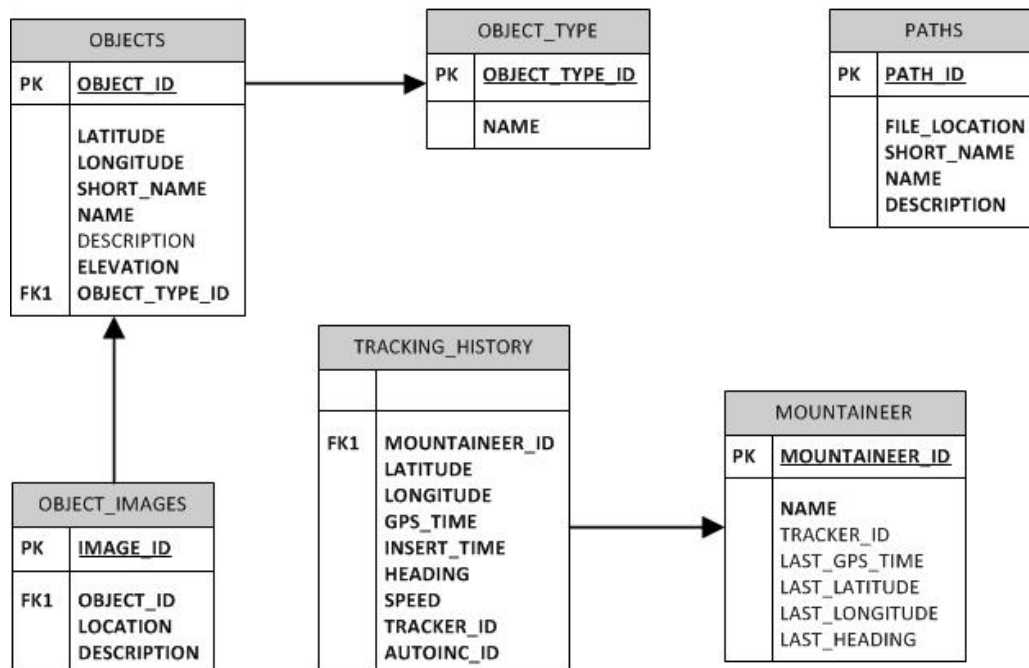 OBJECTS
PK OBJECT_ID
LATITUDE
LONGITUDE
SHORT_NAME
NAME
DESCRIPTION
ELEVATION
FK1 OBJECT_TYPE_ID
OBJECT_TYPE
PK OBJECT_TYPE_ID
NAME
PATHS
PK PATH_ID
FILE_LOCATION
SHORT_NAME
NAME
DESCRIPTION
OBJECT_IMAGES
PK IMAGE_ID
FK1 OBJECT_ID
LOCATION
DESCRIPTION
TRACKING_HISTORY
FK1 MOUNTAINEER_ID
LATITUDE
LONGITUDE
GPS_TIME
INSERT_TIME
HEADING
SPEED
TRACKER_ID
AUTOINC_ID
MOUNTAINEER
PK MOUNTAINEER_ID
NAME
TRACKER_ID
LAST_GPS_TIME
LAST_LATITUDE
LAST_LONGITUDE
LAST_HEADING